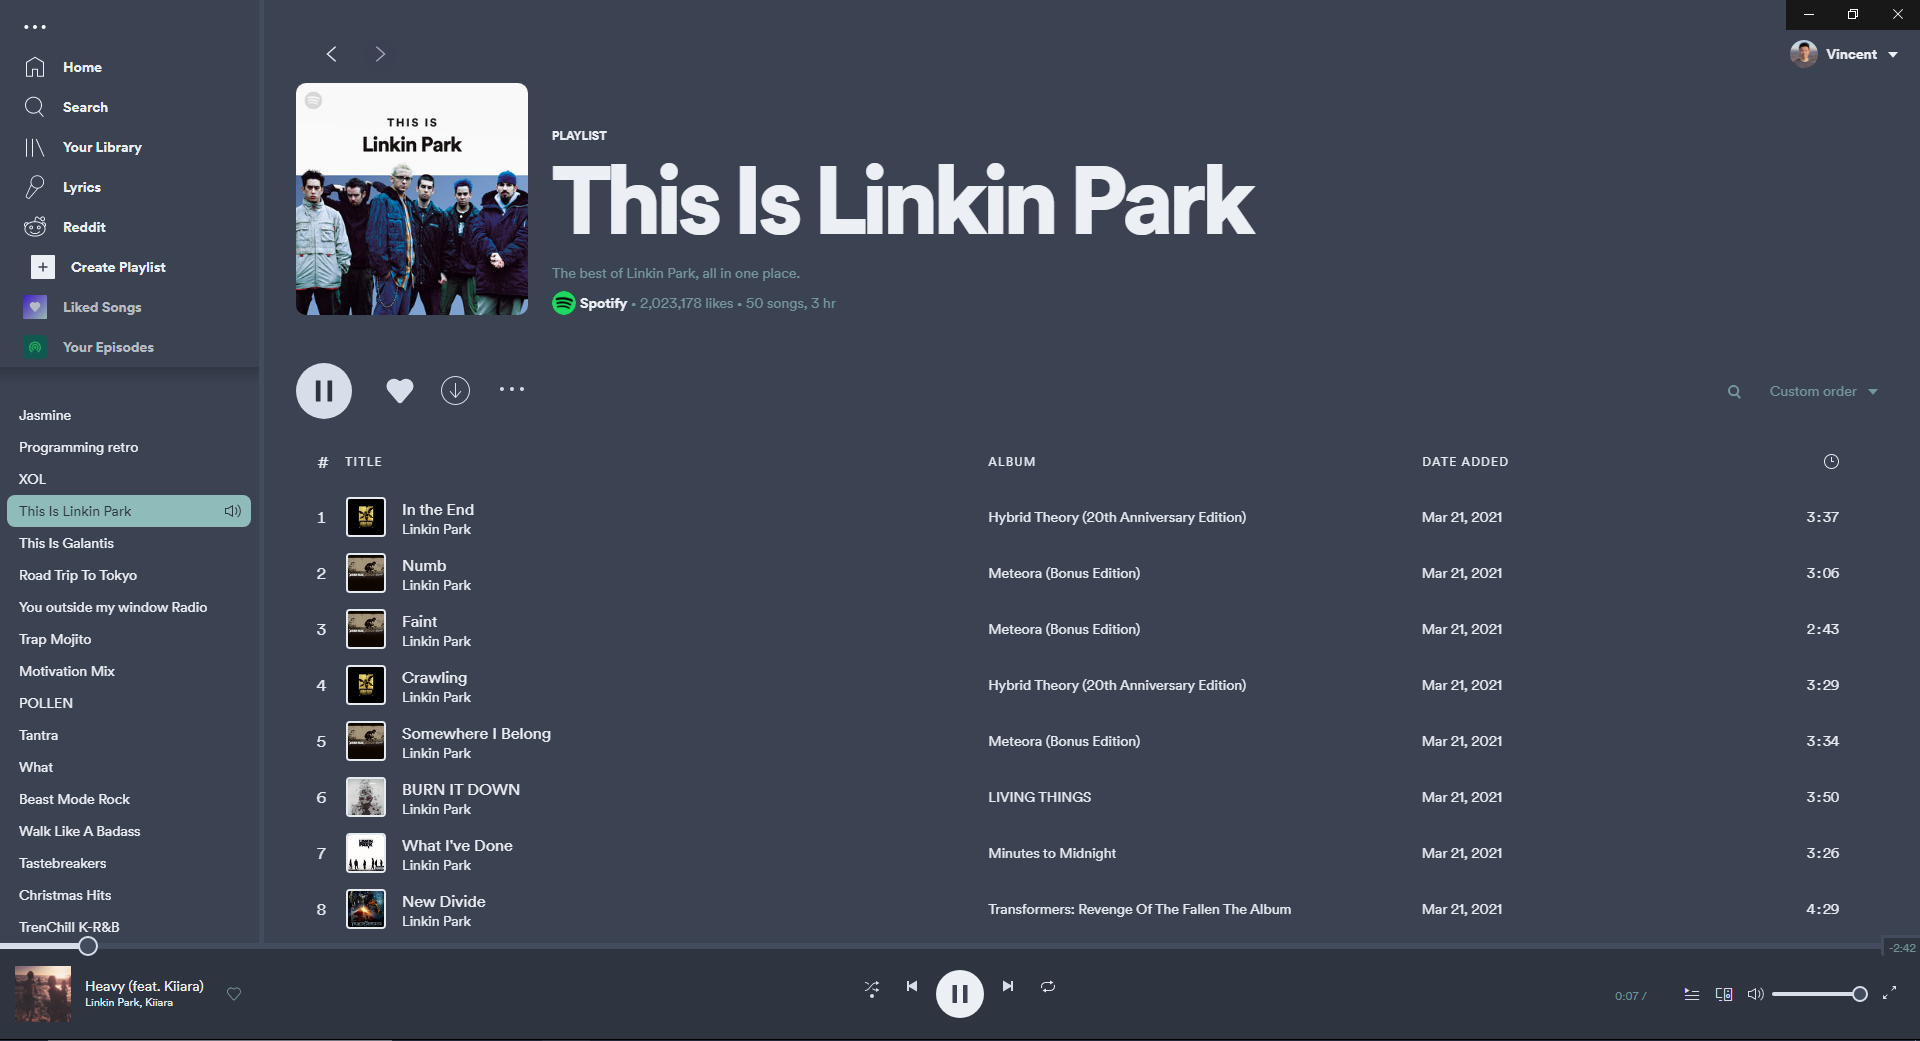 Home
Search
Your Library
Lyrics
Reddit
Create Playlist
Liked Songs
Your Episodes
Jasmine
Programming retro
XOL
This Is Linkin Park
This Is Galantis
Road Trip To Tokyo
You outside my window Radio
Trap Mojito
Motivation Mix
POLLEN
Tantra
What
Beast Mode Rock
Walk Like A Badass
Tastebreakers
Christmas Hits
TrenChill K-R&B
Vincent
THIS IS
Linkin Park
PLAYLIST
This Is Linkin Park
The best of Linkin Park, all in one place.
Spotify • 2,023,178 likes • 50 songs, 3 hr
Custom order
# TITLE ALBUM DATE ADDED
1 In the End Hybrid Theory (20th Anniversary Edition) Mar 21, 2021 3:37
Linkin Park
2 Numb Meteora (Bonus Edition) Mar 21, 2021 3:06
Linkin Park
3 Faint Meteora (Bonus Edition) Mar 21, 2021 2:43
Linkin Park
4 Crawling Hybrid Theory (20th Anniversary Edition) Mar 21, 2021 3:29
Linkin Park
5 Somewhere I Belong Meteora (Bonus Edition) Mar 21, 2021 3:34
Linkin Park
6 BURN IT DOWN LIVING THINGS Mar 21, 2021 3:50
Linkin Park
7 What I've Done Minutes to Midnight Mar 21, 2021 3:26
Linkin Park
8 New Divide Transformers: Revenge Of The Fallen The Album Mar 21, 2021 4:29
Linkin Park
-2:42
Heavy (feat. Kiiara)
Linkin Park, Kiiara
0:07 /